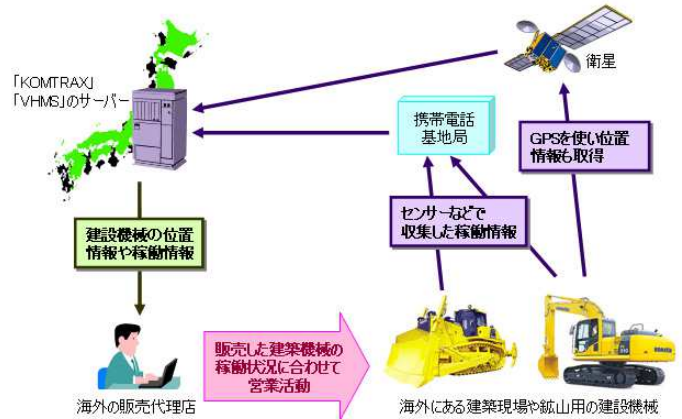 「KOMTRAX」
「VHMS」のサーバー
衛星
携帯電話
基地局
GPSを使い位置
情報も取得
センサーなどで
収集した稼働情報
建設機械の位置
情報や稼働情報
販売した建築機械の
稼働状況に合わせて
営業活動
海外の販売代理店
海外にある建築現場や鉱山用の建設機械